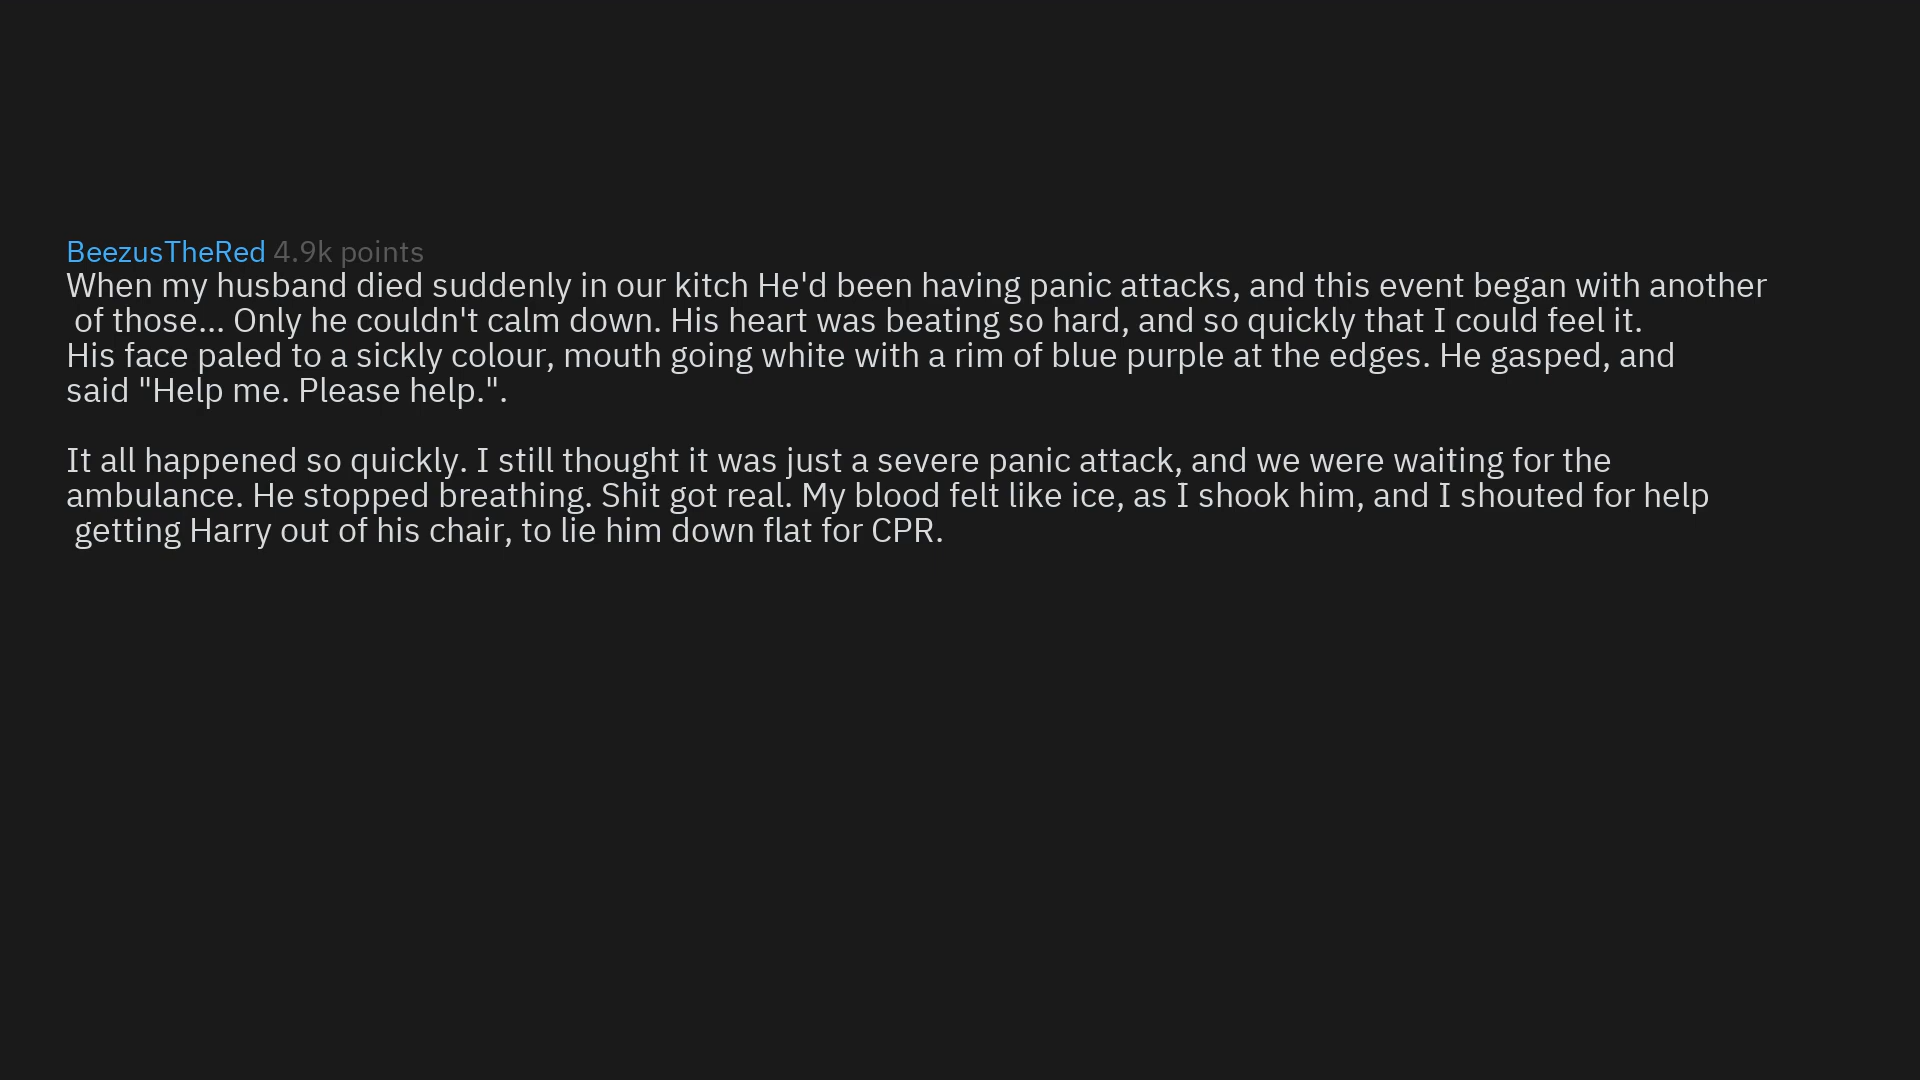 BeezusTheRed 4.9k points
When my husband died suddenly in our kitch He'd been having panic attacks, and this event began with another
of those... Only he couldn't calm down. His heart was beating so hard, and so quickly that I could feel it.
His face paled to a sickly colour, mouth going white with a rim of blue purple at the edges. He gasped, and
said "Help me. Please help.".
It all happened so quickly. I still thought it was just a severe panic attack, and we were waiting for the
ambulance. He stopped breathing. Shit got real. My blood felt like ice, as I shook him, and I shouted for help
getting Harry out of his chair, to lie him down flat for CPR.